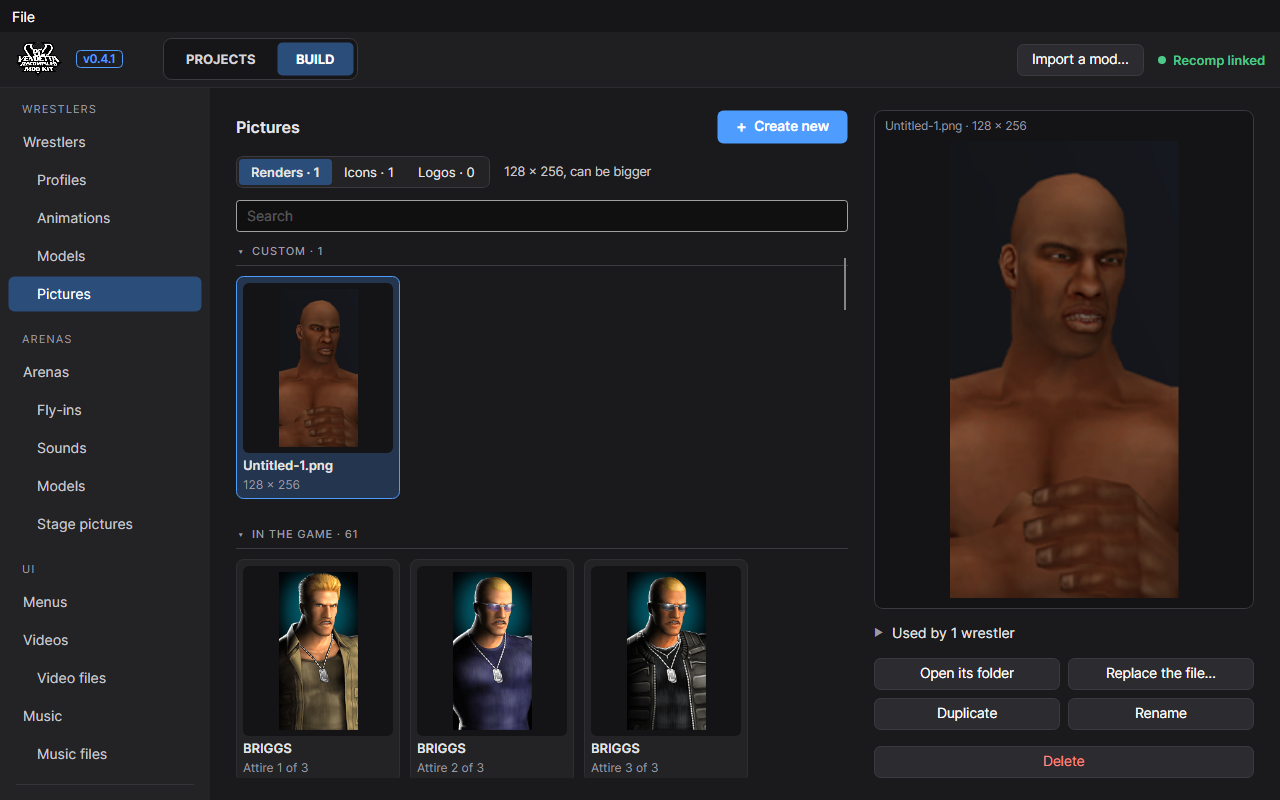 File
VENDETTA
RECOMPILED
MOD KIT
v0.4.1
PROJECTS
BUILD
Import a mod...
Recomp linked
WRESTLERS
Wrestlers
Profiles
Animations
Models
Pictures
ARENAS
Arenas
Fly-ins
Sounds
Models
Stage pictures
UI
Menus
Videos
Video files
Music
Music files
Pictures
+ Create new
Renders · 1
Icons · 1
Logos · 0
128 × 256, can be bigger
Search
CUSTOM · 1
Untitled-1.png
128 × 256
IN THE GAME · 61
BRIGGS
Attire 1 of 3
BRIGGS
Attire 2 of 3
BRIGGS
Attire 3 of 3
Untitled-1.png · 128 × 256
Used by 1 wrestler
Open its folder
Replace the file...
Duplicate
Rename
Delete